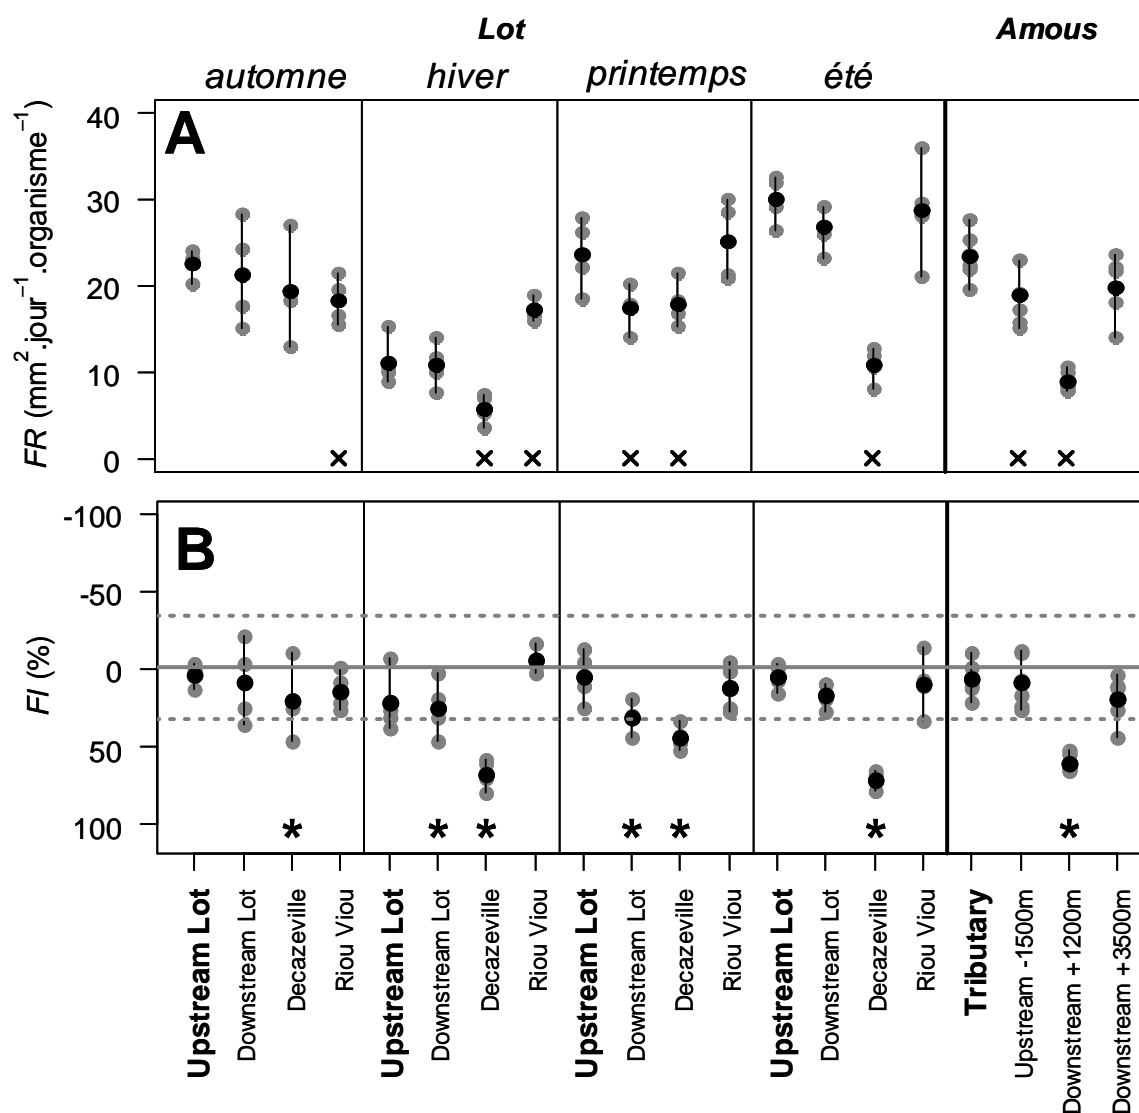 Lot Amous
automne hiver printemps été
A
FR (mm².jour⁻¹.organisme⁻¹)
40
30
20
10
0
× × × × × × × ×
B
FI (%)
-100
-50
0
50
100
* * * * * * *
Upstream Lot
Downstream Lot
Decazeville
Riou Viou
Upstream Lot
Downstream Lot
Decazeville
Riou Viou
Upstream Lot
Downstream Lot
Decazeville
Riou Viou
Upstream Lot
Downstream Lot
Decazeville
Riou Viou
Tributary
Upstream -1500m
Downstream +1200m
Downstream +3500m